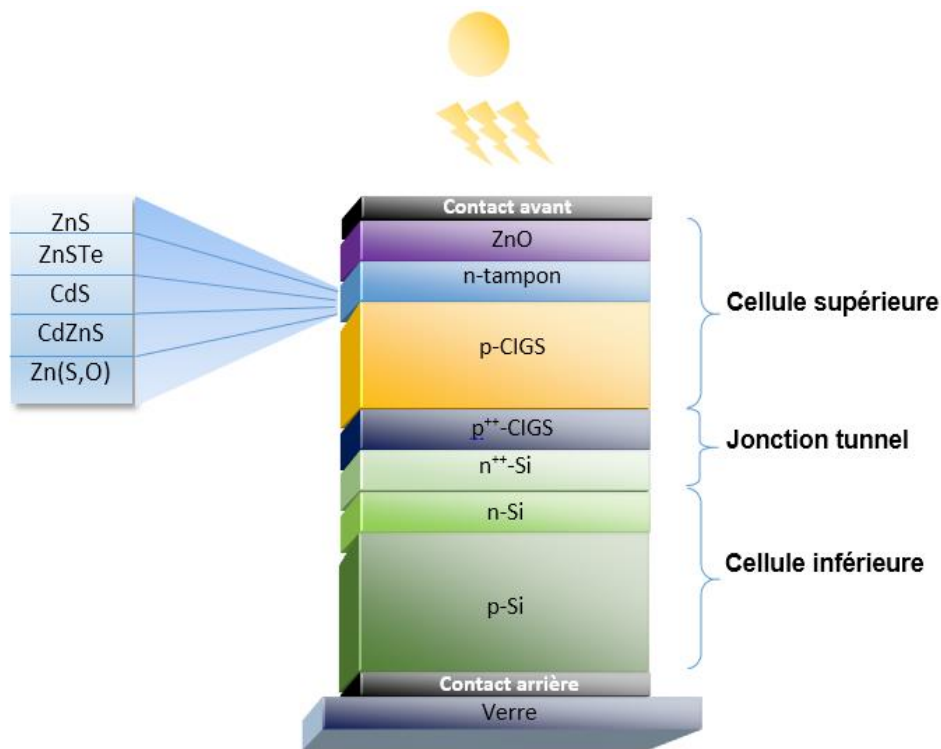 ZnS
ZnSTe
CdS
CdZnS
Zn(S,O)
Contact avant
ZnO
n-tampon
p-CIGS
p⁺⁺-CIGS
n⁺⁺-Si
n-Si
p-Si
Contact arrière
Verre
Cellule supérieure
Jonction tunnel
Cellule inférieure